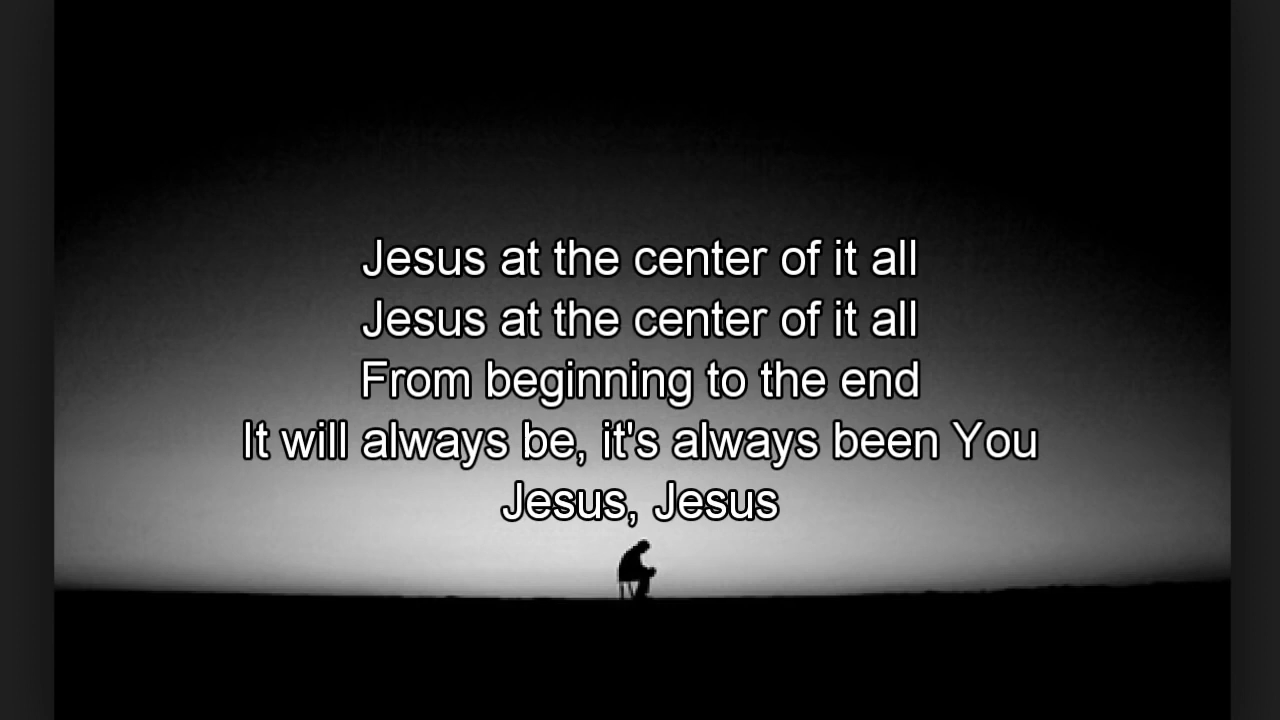 Jesus at the center of it all
Jesus at the center of it all
From beginning to the end
It will always be, it's always been You
Jesus, Jesus